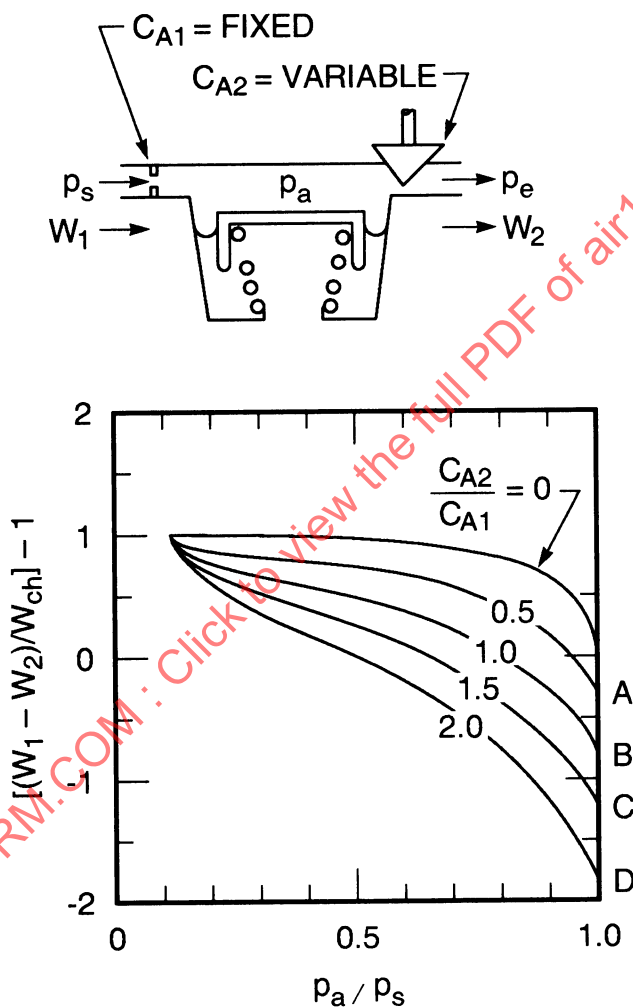 C_A1 = FIXED
C_A2 = VARIABLE
p_s
p_a
p_e
W_1
W_2
RM.COM : Click to view the full PDF of air1
2
1
0
-1
-2
[(W_1 – W_2)/W_ch] – 1
C_A2
C_A1 = 0
0.5
1.0
1.5
2.0
A
B
C
D
0
0.5
1.0
p_a / p_s